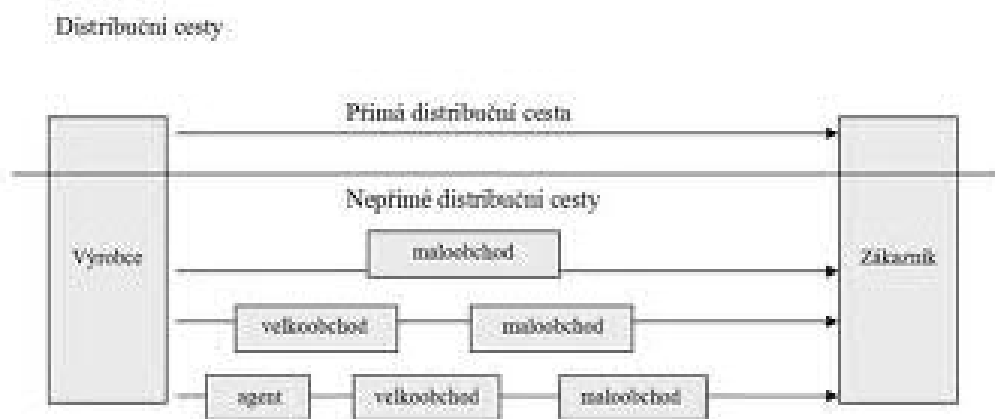 Distribuční cesty
Přímá distribuční cesta
Nepřímé distribuční cesty
Výrobce
maloobchod
Zákazník
velkoobchod
maloobchod
agent
velkoobchod
maloobchod